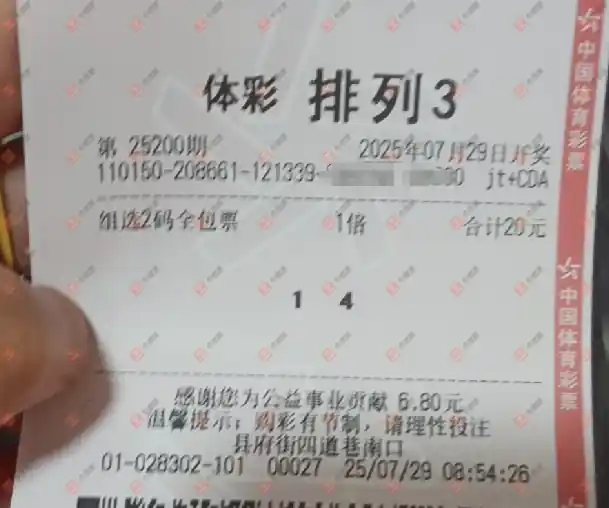 体彩 排列3
第 25200期 2025年07月29日开奖
110150-208661-121339- 30 jt+CDA
组选2码全包票 1倍 合计20元
1 4
感谢您为公益事业贡献 6.80元
温馨提示：购彩有节制，请理性投注
县府街四道巷南口
01-028302-101 00027 25/07/29 08:54:26
中国体育彩票
中国体育彩票